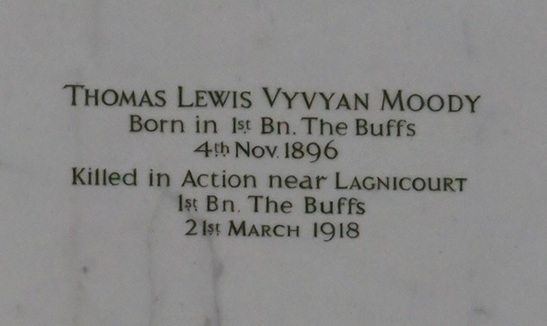 THOMAS LEWIS VYVYAN MOODY
Born in 1st Bn. The Buffs
4th Nov. 1896
Killed in Action near LAGNICOURT
1st Bn. The Buffs
21st MARCH 1918